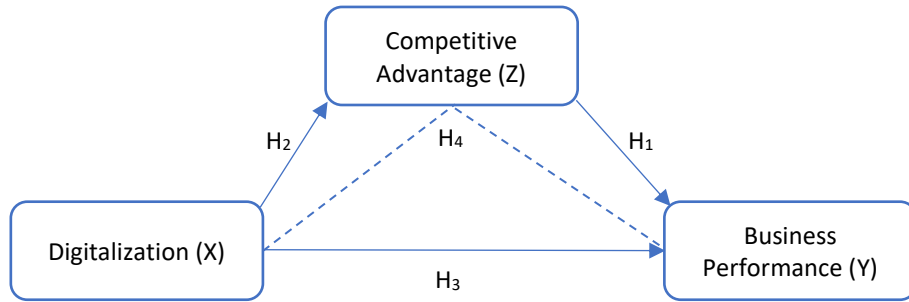 Competitive
Advantage (Z)
H₂
H₄
H₁
Digitalization (X)
Business
Performance (Y)
H₃